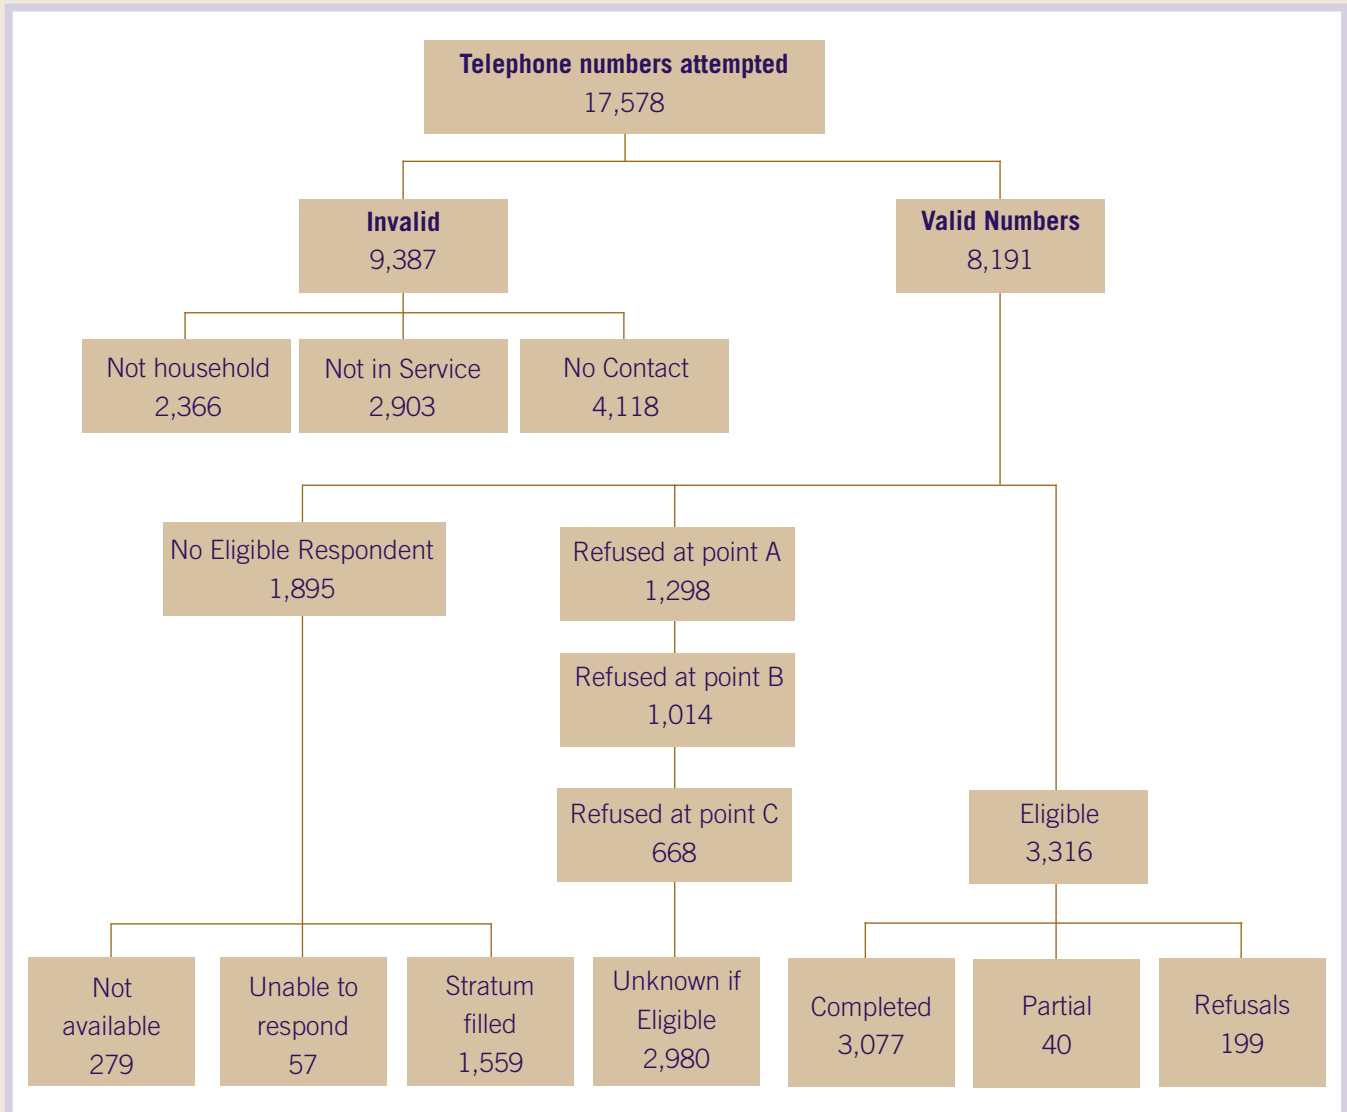 Telephone numbers attempted
17,578
Invalid
9,387
Valid Numbers
8,191
Not household
2,366
Not in Service
2,903
No Contact
4,118
No Eligible Respondent
1,895
Refused at point A
1,298
Refused at point B
1,014
Refused at point C
668
Eligible
3,316
Not
available
279
Unable to
respond
57
Stratum
filled
1,559
Unknown if
Eligible
2,980
Completed
3,077
Partial
40
Refusals
199